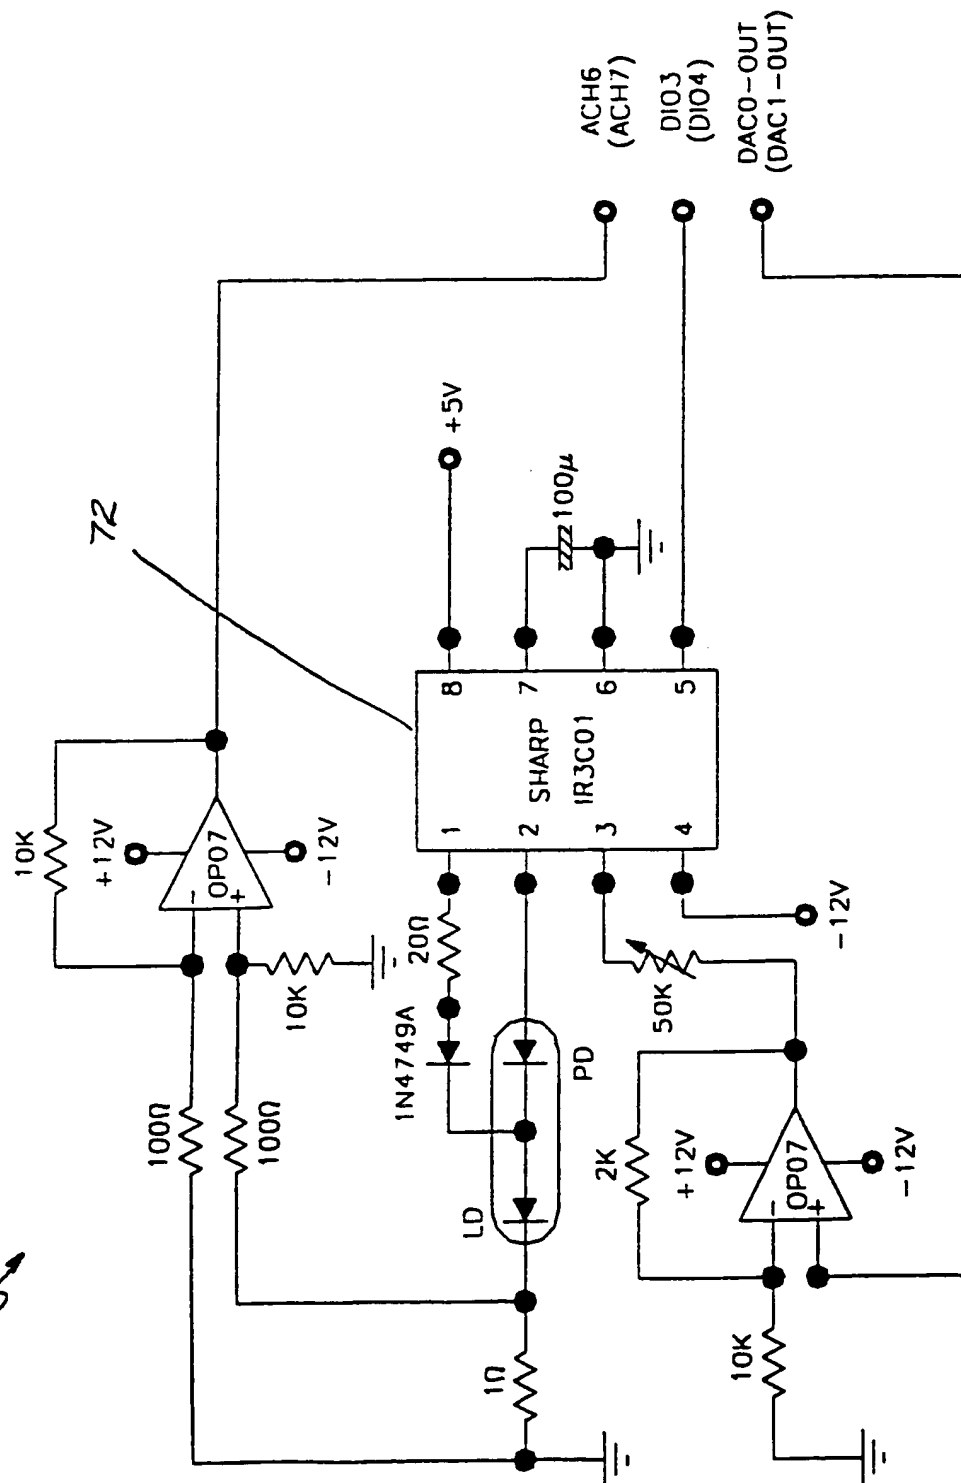 72
10K
+12V
OP07
-
+
-12V
10K
100Ω
100Ω
20Ω
1N4749A
LD
PD
1Ω
SHARP
IR3C01
1
2
3
4
8
7
6
5
+5V
100μ
-12V
50K
2K
+12V
OP07
-
+
-12V
10K
ACH6
(ACH7)
DIO3
(DIO4)
DAC0-OUT
(DAC1-OUT)